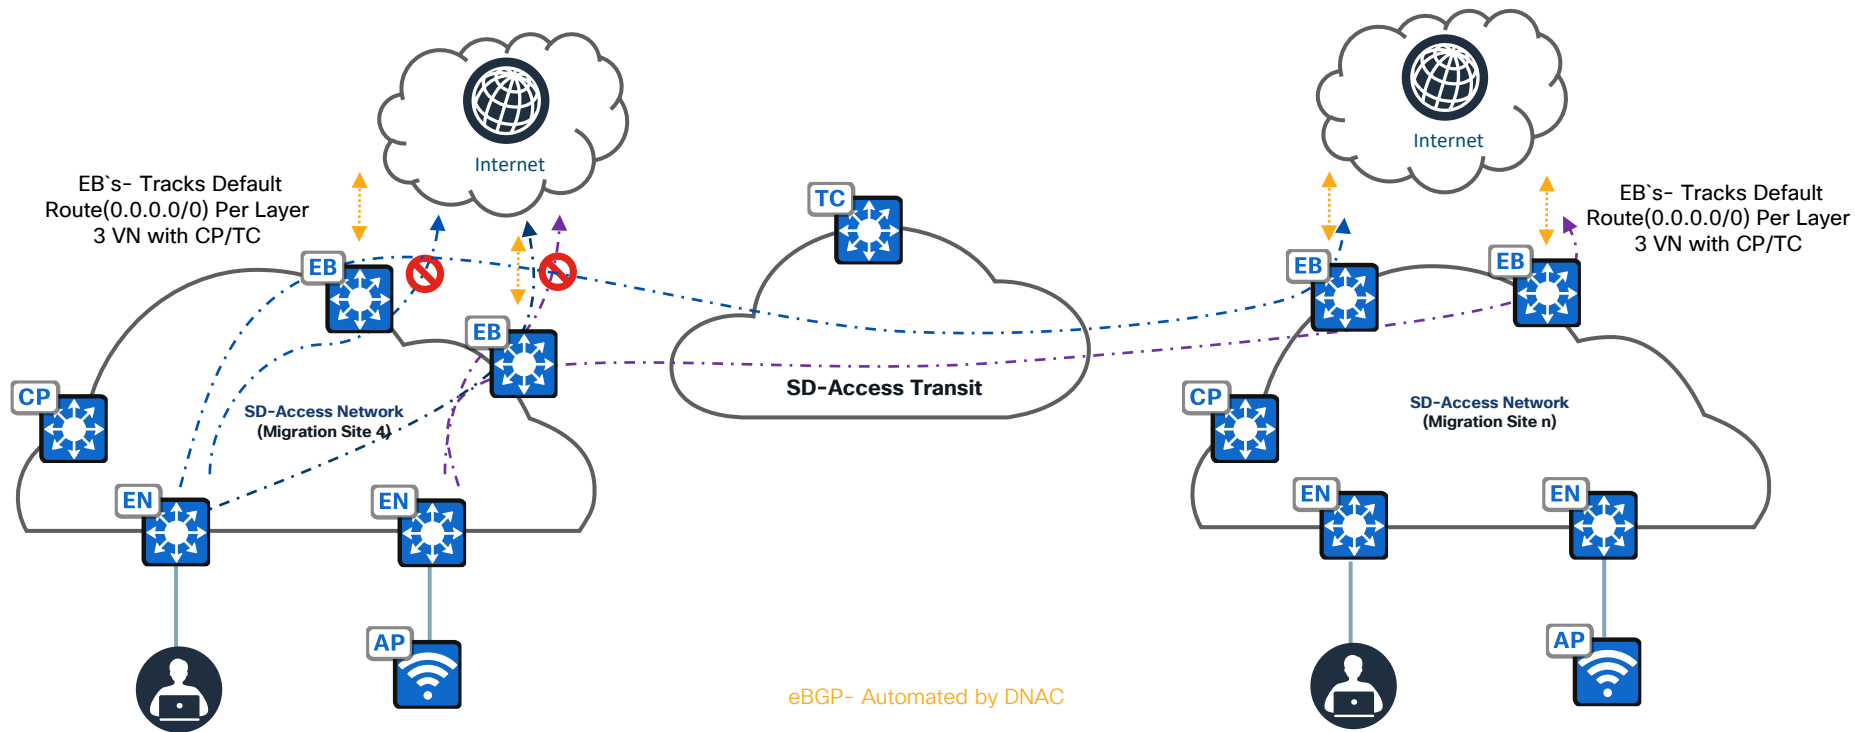 Internet
Internet
EB`s- Tracks Default
Route(0.0.0.0/0) Per Layer
3 VN with CP/TC
TC
EB`s- Tracks Default
Route(0.0.0.0/0) Per Layer
3 VN with CP/TC
EB
EB
EB
EB
CP
SD-Access Network
(Migration Site 4)
SD-Access Transit
CP
SD-Access Network
(Migration Site n)
EN
EN
EN
EN
AP
AP
eBGP- Automated by DNAC